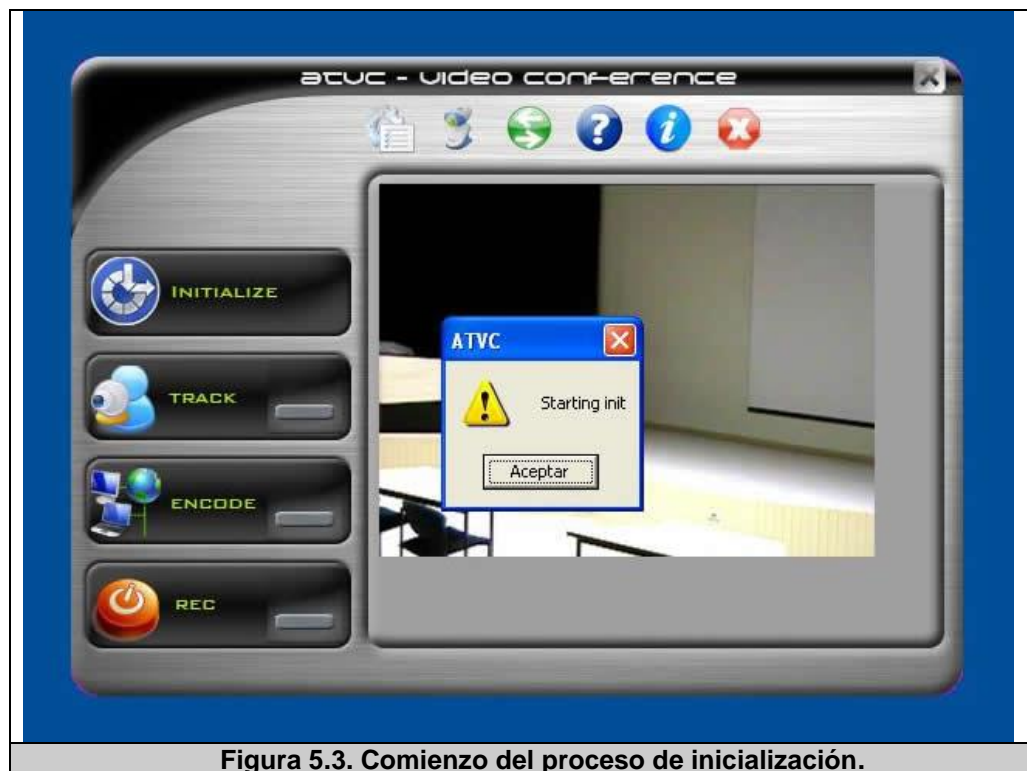 ATVC - VIDEO CONFERENCE
INITIALIZE
TRACK
ENCODE
REC
ATVC
Starting init
Aceptar
Figura 5.3. Comienzo del proceso de inicialización.